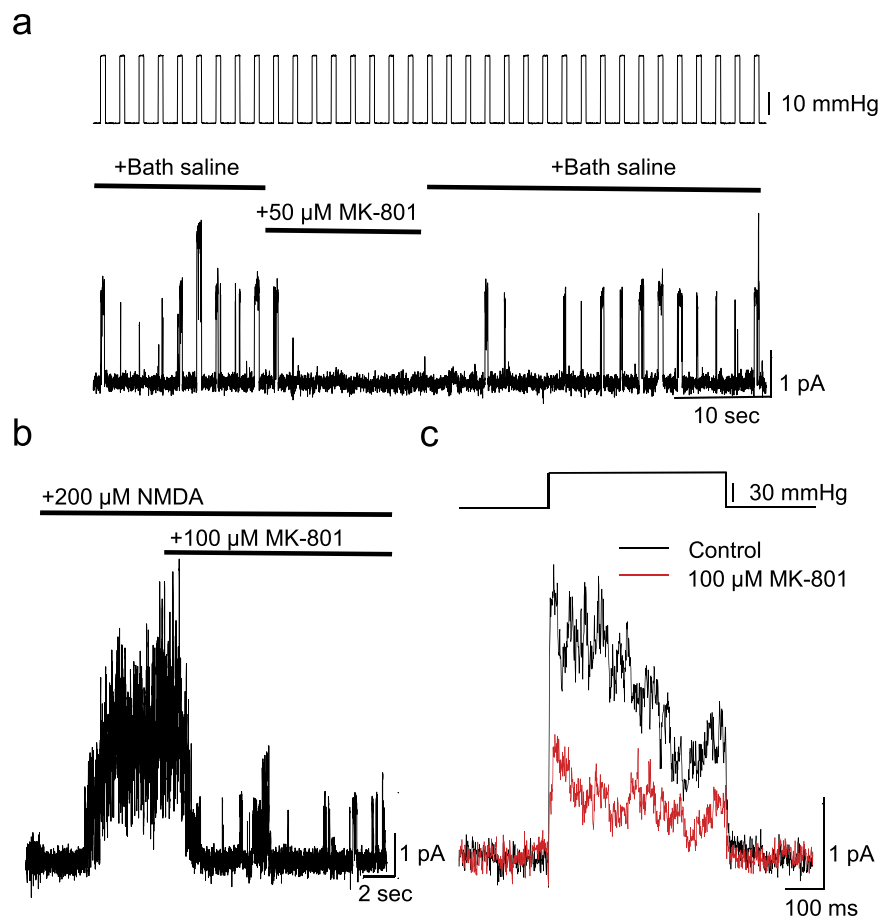 a
10 mmHg
+Bath saline
+Bath saline
+50 µM MK-801
1 pA
10 sec
b
c
+200 µM NMDA
30 mmHg
+100 µM MK-801
Control
100 µM MK-801
1 pA
1 pA
2 sec
100 ms